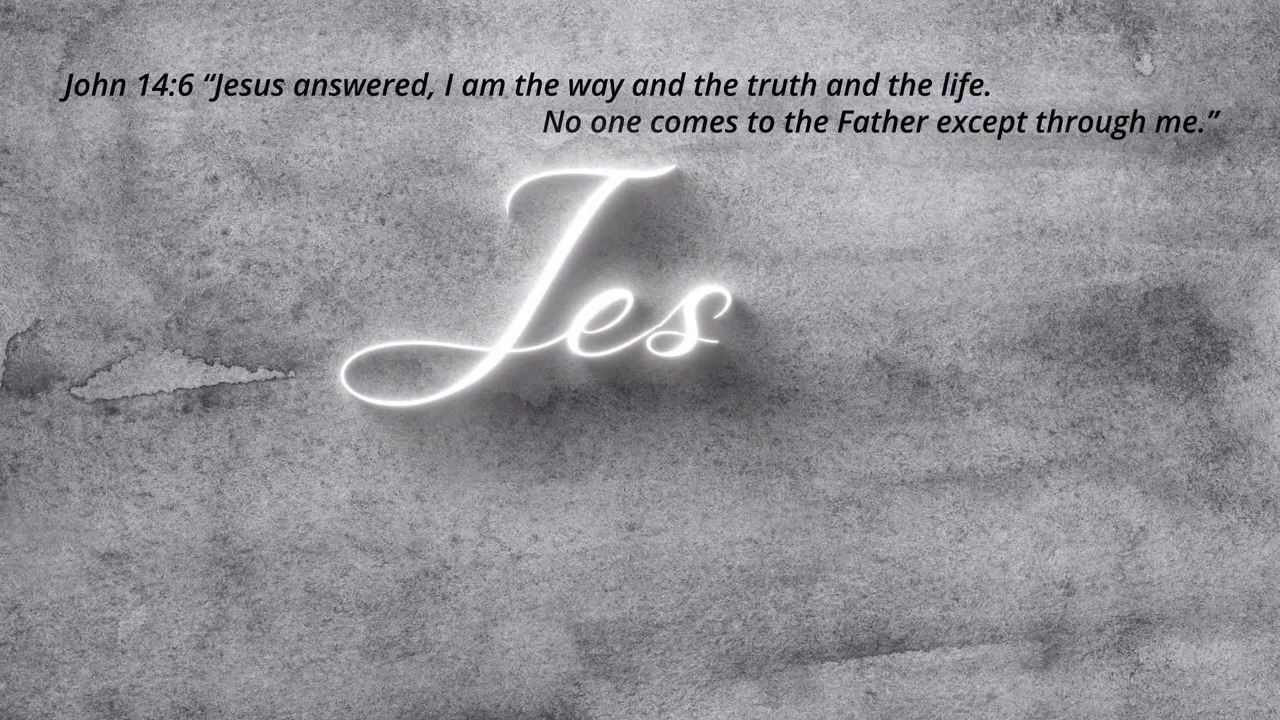 John 14:6 “Jesus answered, I am the way and the truth and the life.
No one comes to the Father except through me.”
Jes